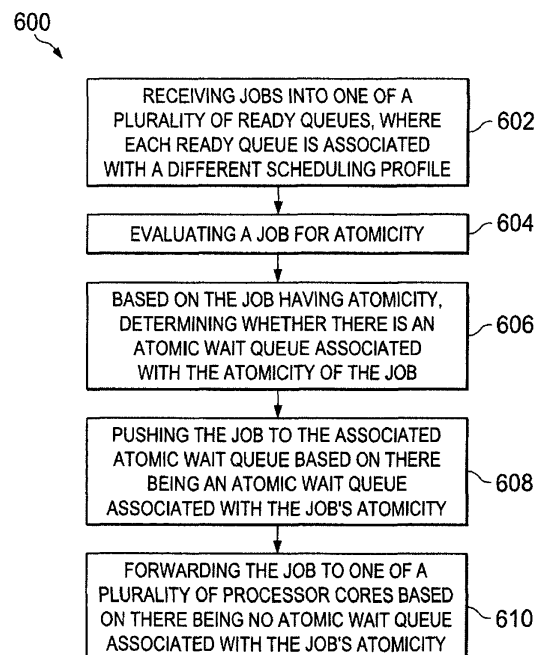 600
RECEIVING JOBS INTO ONE OF A
PLURALITY OF READY QUEUES, WHERE
EACH READY QUEUE IS ASSOCIATED
WITH A DIFFERENT SCHEDULING PROFILE
602
EVALUATING A JOB FOR ATOMICITY
604
BASED ON THE JOB HAVING ATOMICITY,
DETERMINING WHETHER THERE IS AN
ATOMIC WAIT QUEUE ASSOCIATED
WITH THE ATOMICITY OF THE JOB
606
PUSHING THE JOB TO THE ASSOCIATED
ATOMIC WAIT QUEUE BASED ON THERE
BEING AN ATOMIC WAIT QUEUE
ASSOCIATED WITH THE JOB'S ATOMICITY
608
FORWARDING THE JOB TO ONE OF A
PLURALITY OF PROCESSOR CORES BASED
ON THERE BEING NO ATOMIC WAIT QUEUE
ASSOCIATED WITH THE JOB'S ATOMICITY
610